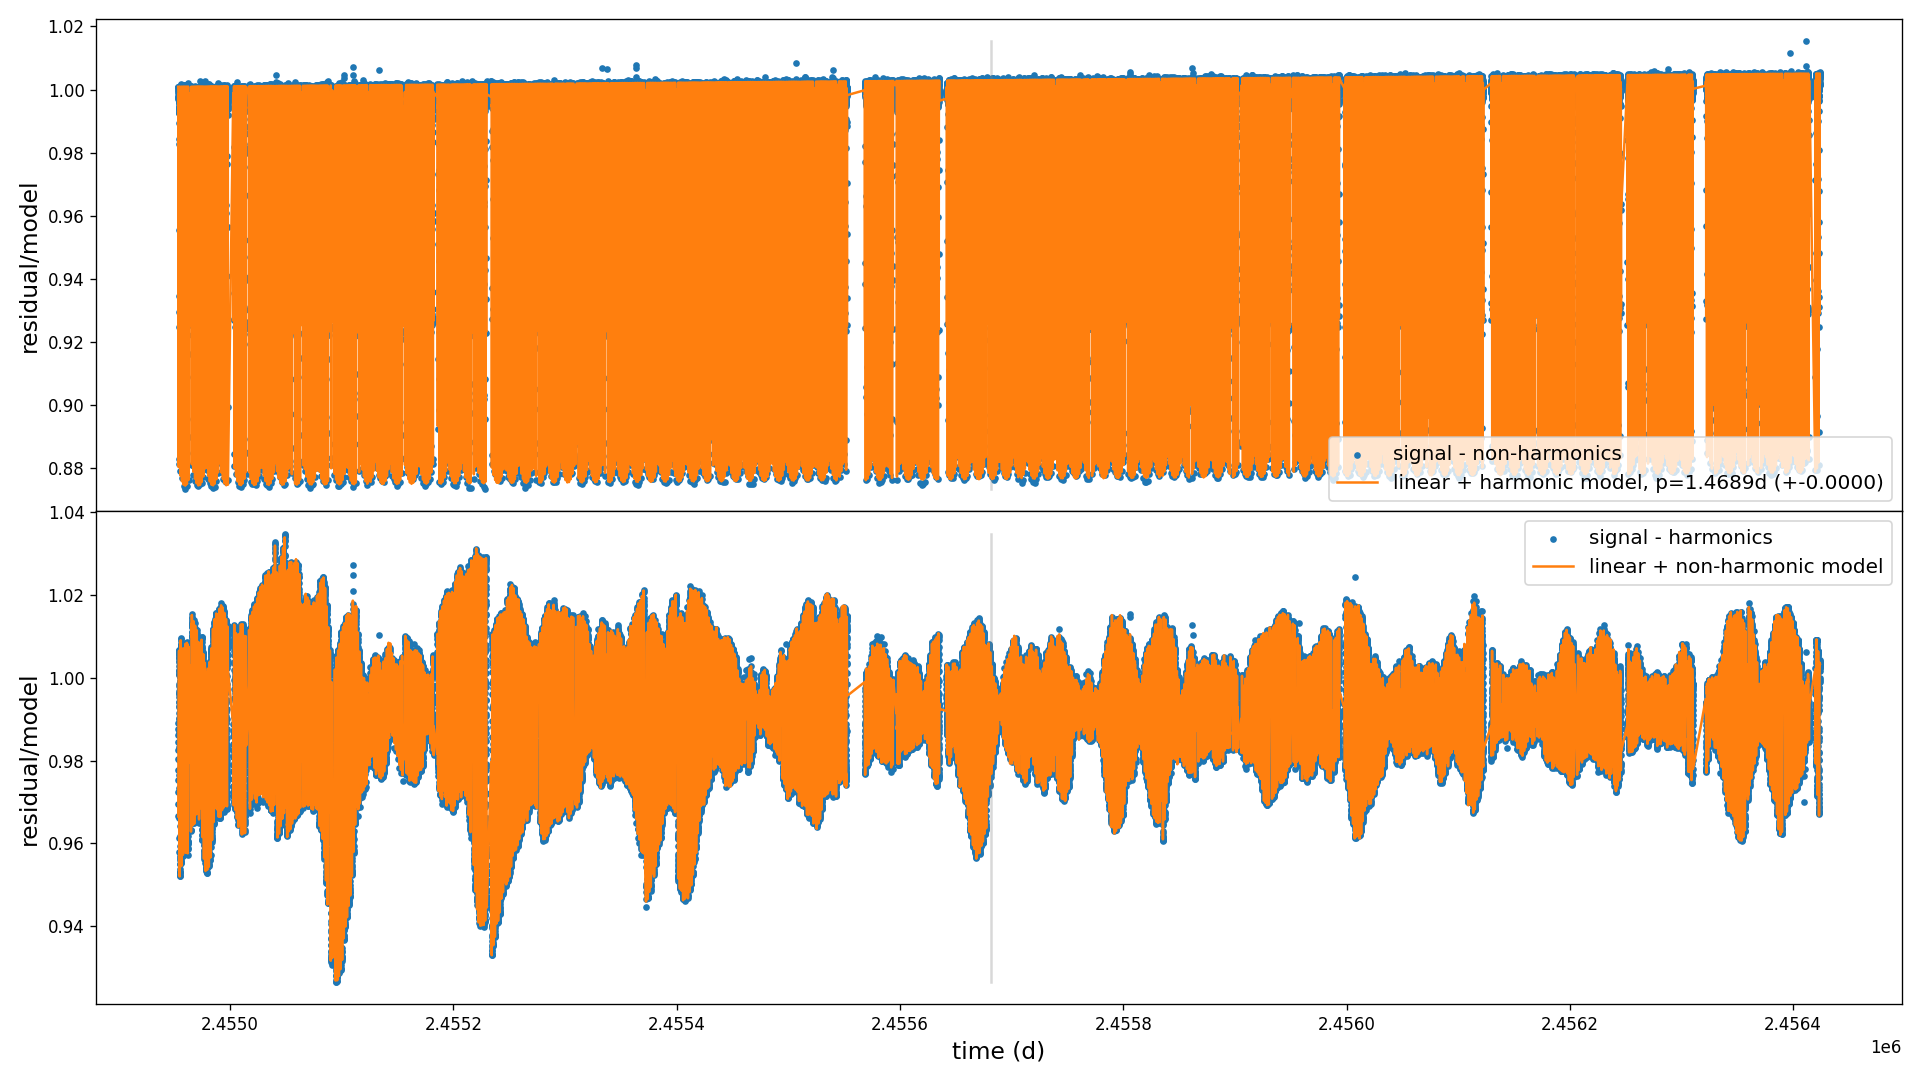 1.02
1.00
0.98
0.96
0.94
0.92
0.90
0.88
residual/model
signal - non-harmonics
linear + harmonic model, p=1.4689d (+-0.0000)
1.04
1.02
1.00
0.98
0.96
0.94
residual/model
signal - harmonics
linear + non-harmonic model
2.4550 2.4552 2.4554 2.4556 2.4558 2.4560 2.4562 2.4564
time (d)
1e6